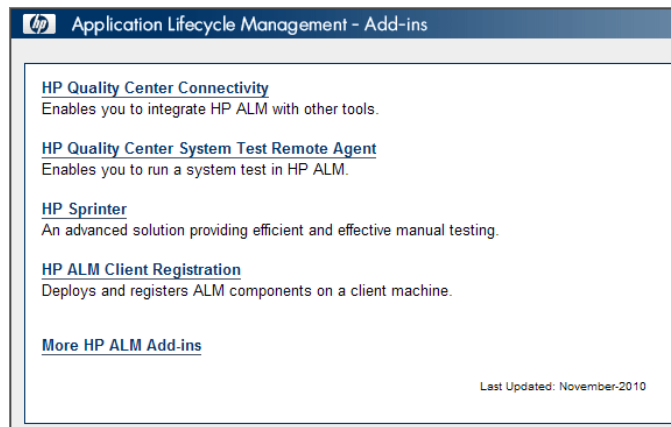 hp Application Lifecycle Management - Add-ins
HP Quality Center Connectivity
Enables you to integrate HP ALM with other tools.
HP Quality Center System Test Remote Agent
Enables you to run a system test in HP ALM.
HP Sprinter
An advanced solution providing efficient and effective manual testing.
HP ALM Client Registration
Deploys and registers ALM components on a client machine.
More HP ALM Add-ins
Last Updated: November-2010